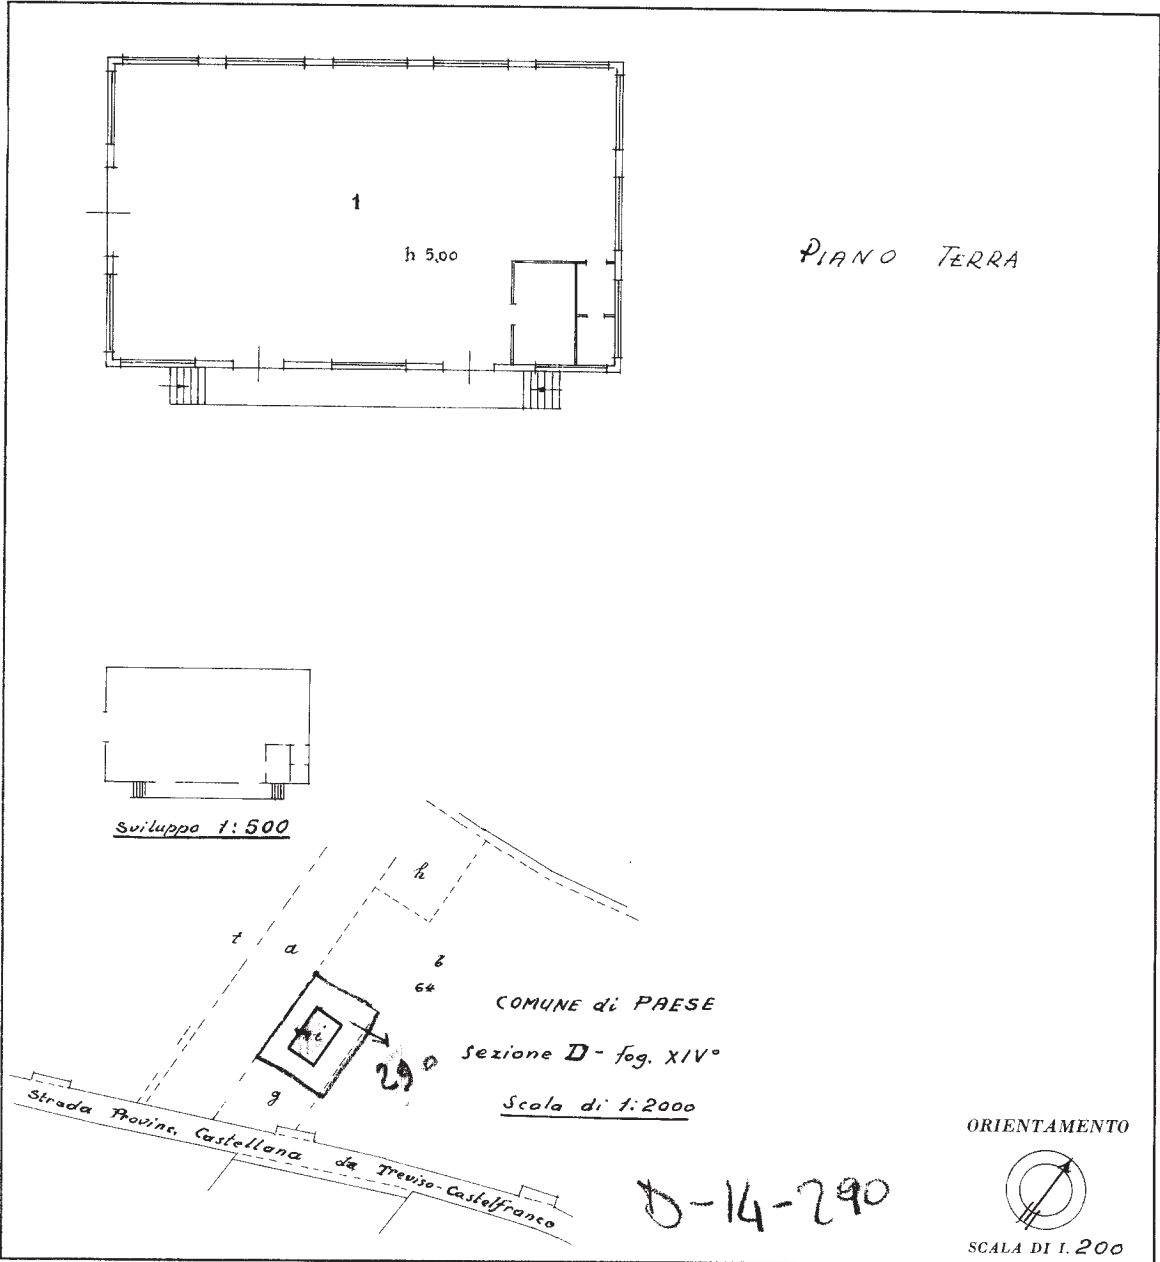 1
h 5,00
PIANO TERRA
Sviluppo 1:500
h
t
a
b
64
i
COMUNE di PAESE
Sezione D - fog. XIV°
290
g
Scala di 1:2000
Strada Provinc. Castellana da Treviso-Castelfranco
D-14-290
ORIENTAMENTO
SCALA DI 1. 200